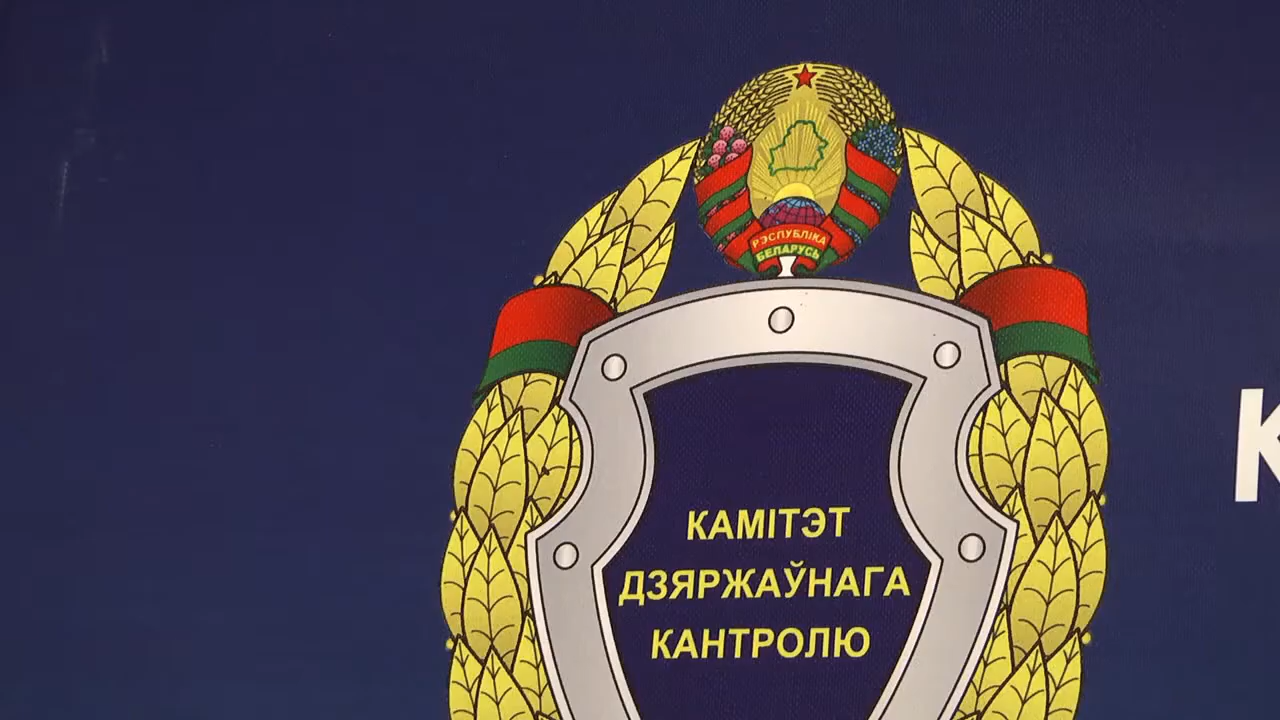 РЭСПУБЛІКА
БЕЛАРУСЬ
КАМІТЭТ
ДЗЯРЖАЎНАГА
КАНТРОЛЮ